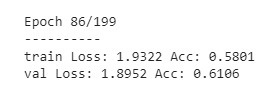 Epoch 86/199
----------
train Loss: 1.9322 Acc: 0.5801
val Loss: 1.8952 Acc: 0.6106